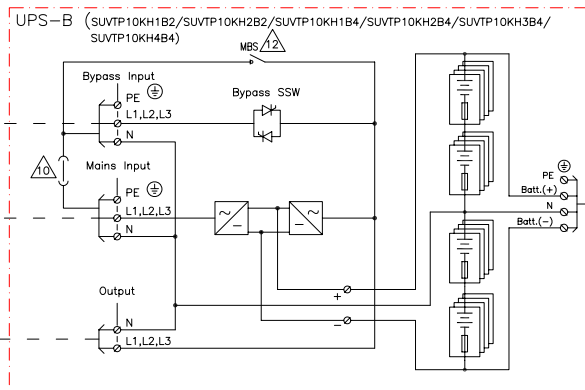 UPS-B (SUVTP10KH1B2/SUVTP10KH2B2/SUVTP10KH1B4/SUVTP10KH2B4/SUVTP10KH3B4/
SUVTP10KH4B4)
MBS 12
Bypass Input
PE
L1,L2,L3
N
Bypass SSW
10
Mains Input
PE
L1,L2,L3
N
Output
N
L1,L2,L3
+
-
PE
Batt.(+)
N
Batt.(-)